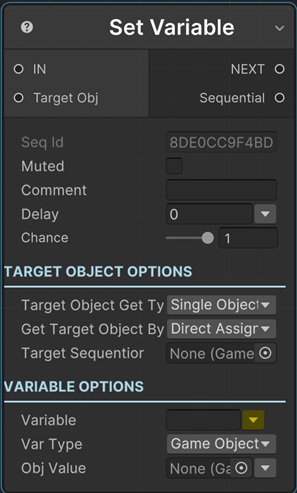 ? Set Variable
IN NEXT
Target Obj Sequential
Seq Id 8DE0CC9F4BD
Muted
Comment
Delay 0
Chance 1
TARGET OBJECT OPTIONS
Target Object Get Ty Single Object
Get Target Object By Direct Assign
Target Sequentior None (Game
VARIABLE OPTIONS
Variable
Var Type Game Object
Obj Value None (Ga